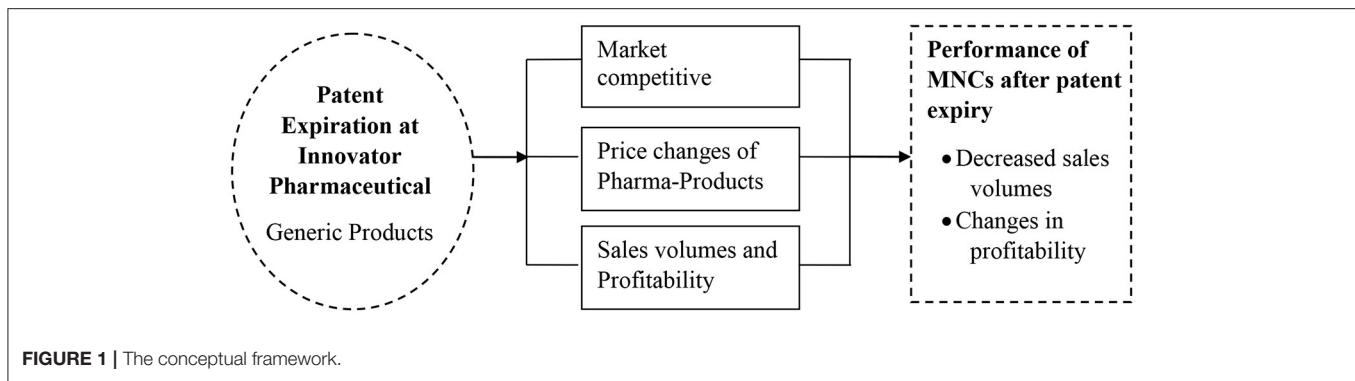 Patent
Expiration at
Innovator
Pharmaceutical
Generic Products
Market
competitive
Price changes of
Pharma-Products
Sales volumes and
Profitability
Performance of
MNCs after patent
expiry
• Decreased sales
volumes
• Changes in
profitability
FIGURE 1 | The conceptual framework.